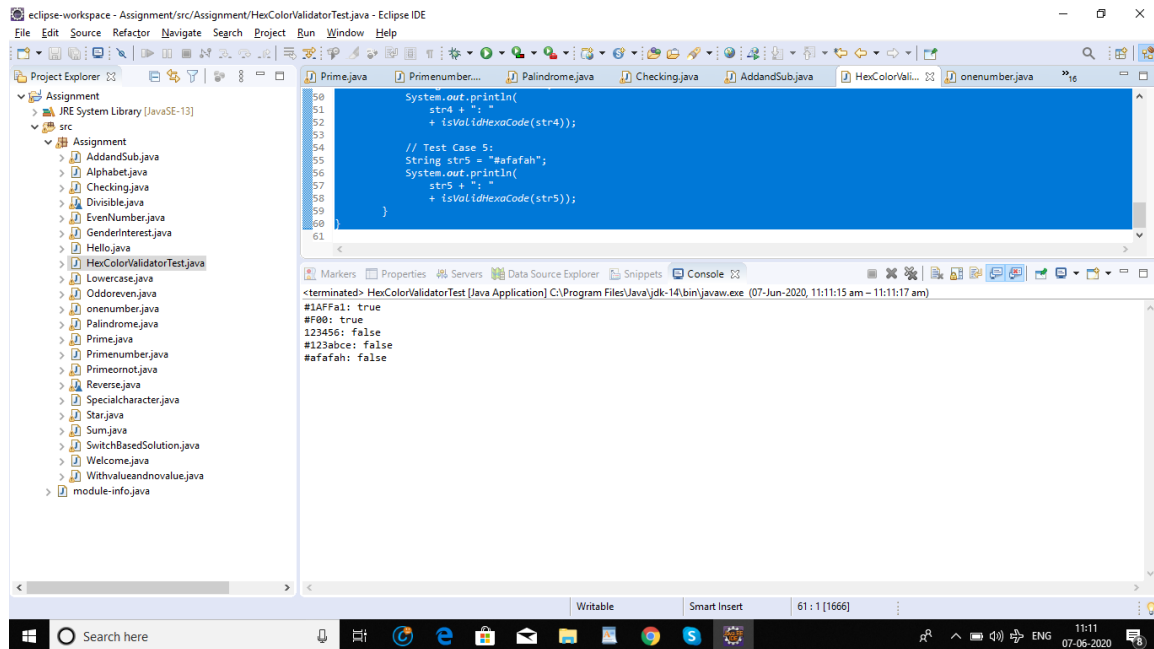 eclipse-workspace - Assignment/src/Assignment/HexColorValidatorTest.java - Eclipse IDE
File Edit Source Refactor Navigate Search Project Run Window Help
Project Explorer
Prime.java Primenumber.... Palindrome.java Checking.java AddandSub.java HexColorVali... onenumber.java »16
Assignment
JRE System Library [JavaSE-13]
src
Assignment
AddandSub.java
Alphabet.java
Checking.java
Divisible.java
EvenNumber.java
GenderInterest.java
Hello.java
HexColorValidatorTest.java
Lowercase.java
Oddoreven.java
onenumber.java
Palindrome.java
Prime.java
Primenumber.java
Primeornot.java
Reverse.java
Specialcharacter.java
Star.java
Sum.java
SwitchBasedSolution.java
Welcome.java
Withvalueandnovalue.java
module-info.java
50 System.out.println(
51 str4 + ": "
52 + isValidHexaCode(str4));
53
54 // Test Case 5:
55 String str5 = "#afafah";
56 System.out.println(
57 str5 + ": "
58 + isValidHexaCode(str5));
59 }
60 }
61
Markers Properties Servers Data Source Explorer Snippets Console
<terminated> HexColorValidatorTest [Java Application] C:\Program Files\Java\jdk-14\bin\javaw.exe (07-Jun-2020, 11:11:15 am – 11:11:17 am)
#1AFFa1: true
#F00: true
123456: false
#123abce: false
#afafah: false
Writable Smart Insert 61 : 1 [1666]
Search here
ENG
11:11
07-06-2020
8